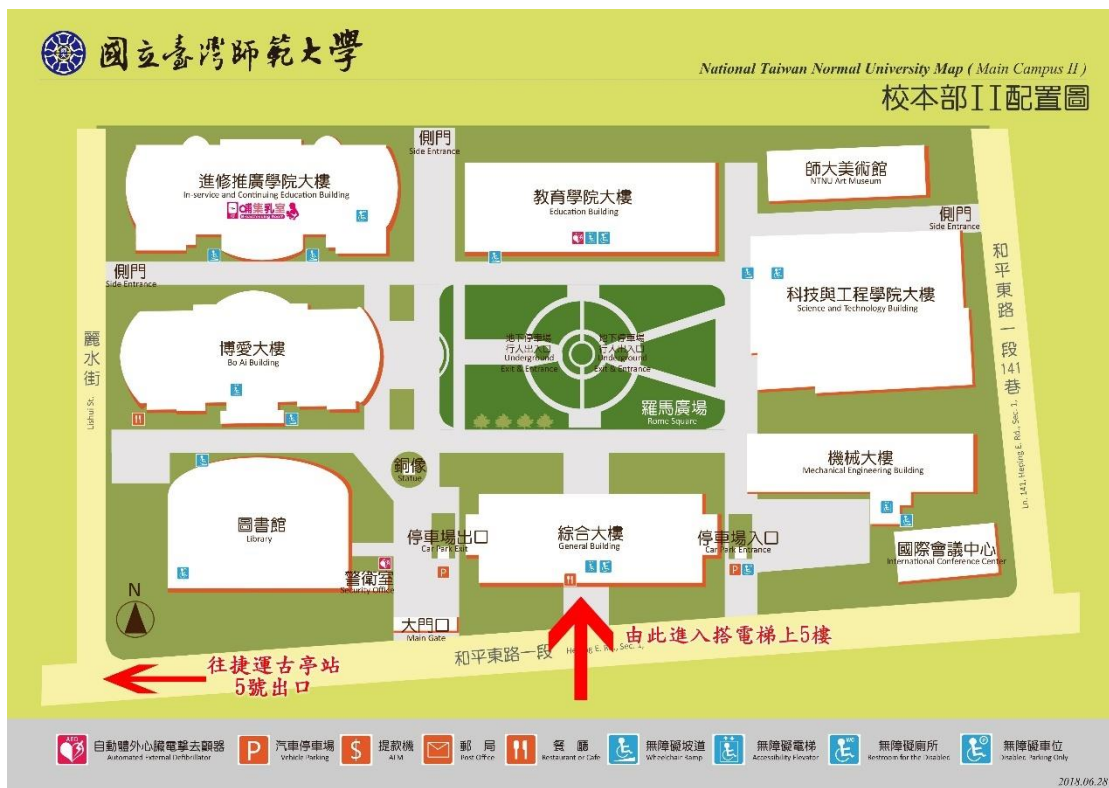 國立臺灣師範大學
National Taiwan Normal University Map ( Main Campus II )
校本部II配置圖
側門
Side Entrance
進修推廣學院大樓
In-service and Continuing Education Building
哺集乳室
教育學院大樓
Education Building
師大美術館
NTNU Art Museum
側門
Side Entrance
側門
Side Entrance
科技與工程學院大樓
Science and Technology Building
和平東路一段141巷
Ln. 141, Heping E. Rd., Sec. 1,
麗水街
Lishui St.
博愛大樓
Bo Ai Building
地下停車場
行人出入口
Underground
Exit & Entrance
地下停車場
行人出入口
Underground
Exit & Entrance
羅馬廣場
Rome Square
機械大樓
Mechanical Engineering Building
銅像
Statue
圖書館
Library
停車場出口
Car Park Exit
綜合大樓
General Building
停車場入口
Car Park Entrance
國際會議中心
International Conference Center
警衛室
Security Office
P
P
N
大門口
Main Gate
由此進入搭電梯上5樓
和平東路一段 Heping E. Rd., Sec. 1,
往捷運古亭站
5號出口
AED
自動體外心臟電擊去顫器
Automated External Defibrillator
P
汽車停車場
Vehicle Parking
$
提款機
ATM
郵局
Post Office
餐廳
Restaurant or Cafe
無障礙坡道
Wheelchair Ramp
無障礙電梯
Accessibility Elevator
無障礙廁所
Restroom for the Disabled
無障礙車位
Disabled Parking Only
2018.06.28